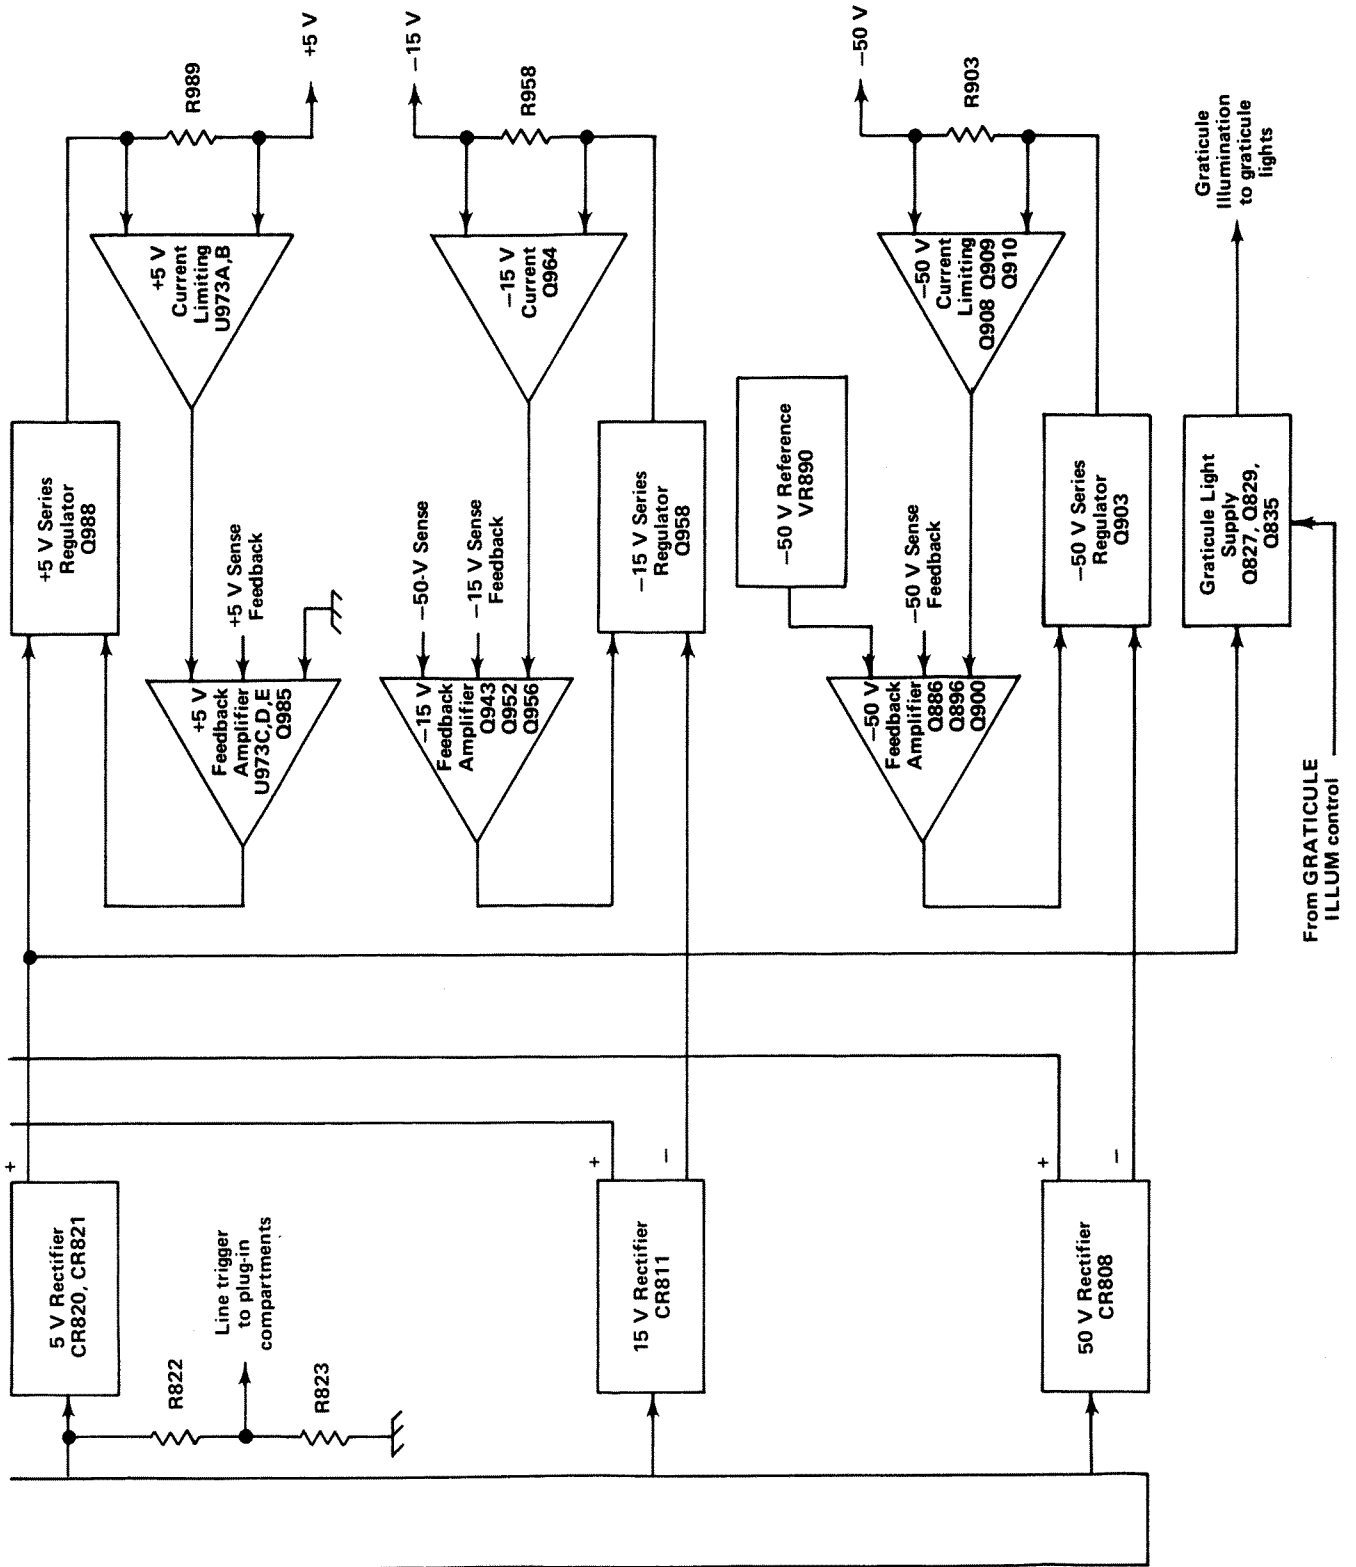 +5 V Series
Regulator
Q988
R989
+5 V
+5 V
Current
Limiting
U973A,B
+5 V Sense
Feedback
+5 V
Feedback
Amplifier
U973C,D,E
Q985
−15 V
R958
−15 V
Current
Q964
−50-V Sense
−15 V Sense
Feedback
−15 V
Feedback
Amplifier
Q943
Q952
Q956
−15 V Series
Regulator
Q958
−50 V
R903
−50 V
Current
Limiting
Q908 Q909
Q910
−50 V Reference
VR890
−50 V Sense
Feedback
−50 V
Feedback
Amplifier
Q886
Q896
Q900
−50 V Series
Regulator
Q903
Graticule
Illumination
to graticule
lights
Graticule Light
Supply
Q827, Q829,
Q835
From GRATICULE
ILLUM control
+
5 V Rectifier
CR820, CR821
R822
Line trigger
to plug-in
compartments
R823
+
−
15 V Rectifier
CR811
+
−
50 V Rectifier
CR808